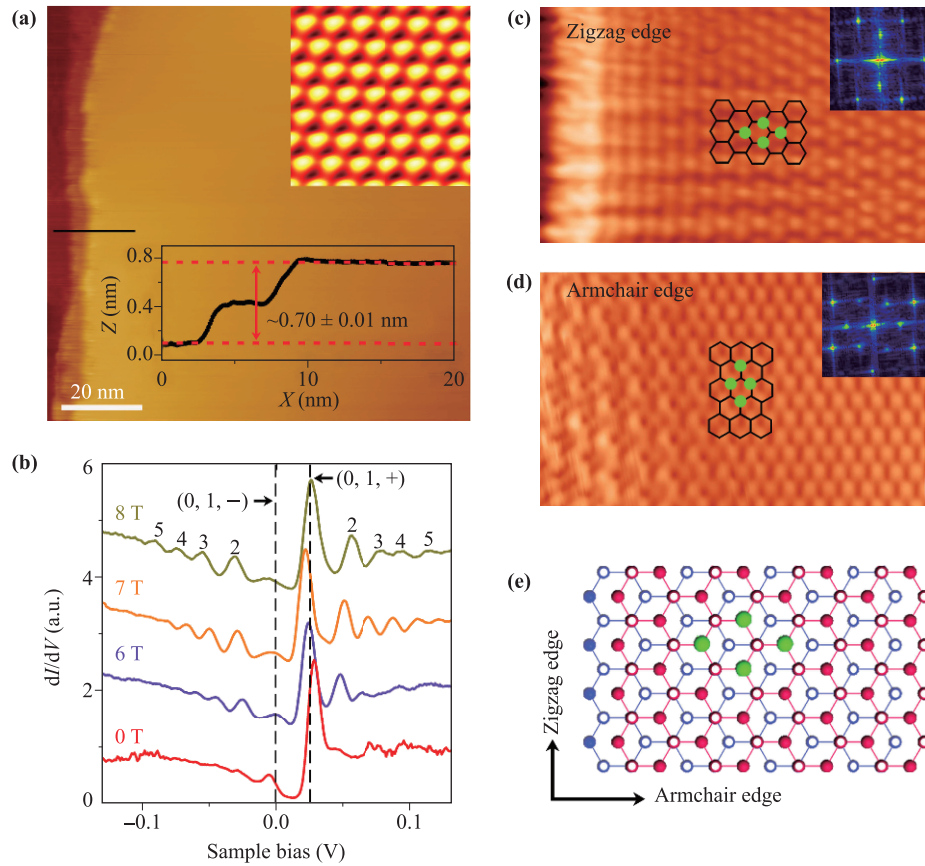 (a)
0.8
0.4
0.0
Z (nm)
~0.70 ± 0.01 nm
0
10
20
X (nm)
20 nm
(b)
6
4
2
0
dI/dV (a.u.)
(0, 1, −)
(0, 1, +)
8 T
5
4
3
2
2
3
4
5
7 T
6 T
0 T
−0.1
0.0
0.1
Sample bias (V)
(c)
Zigzag edge
(d)
Armchair edge
(e)
Zigzag edge
Armchair edge